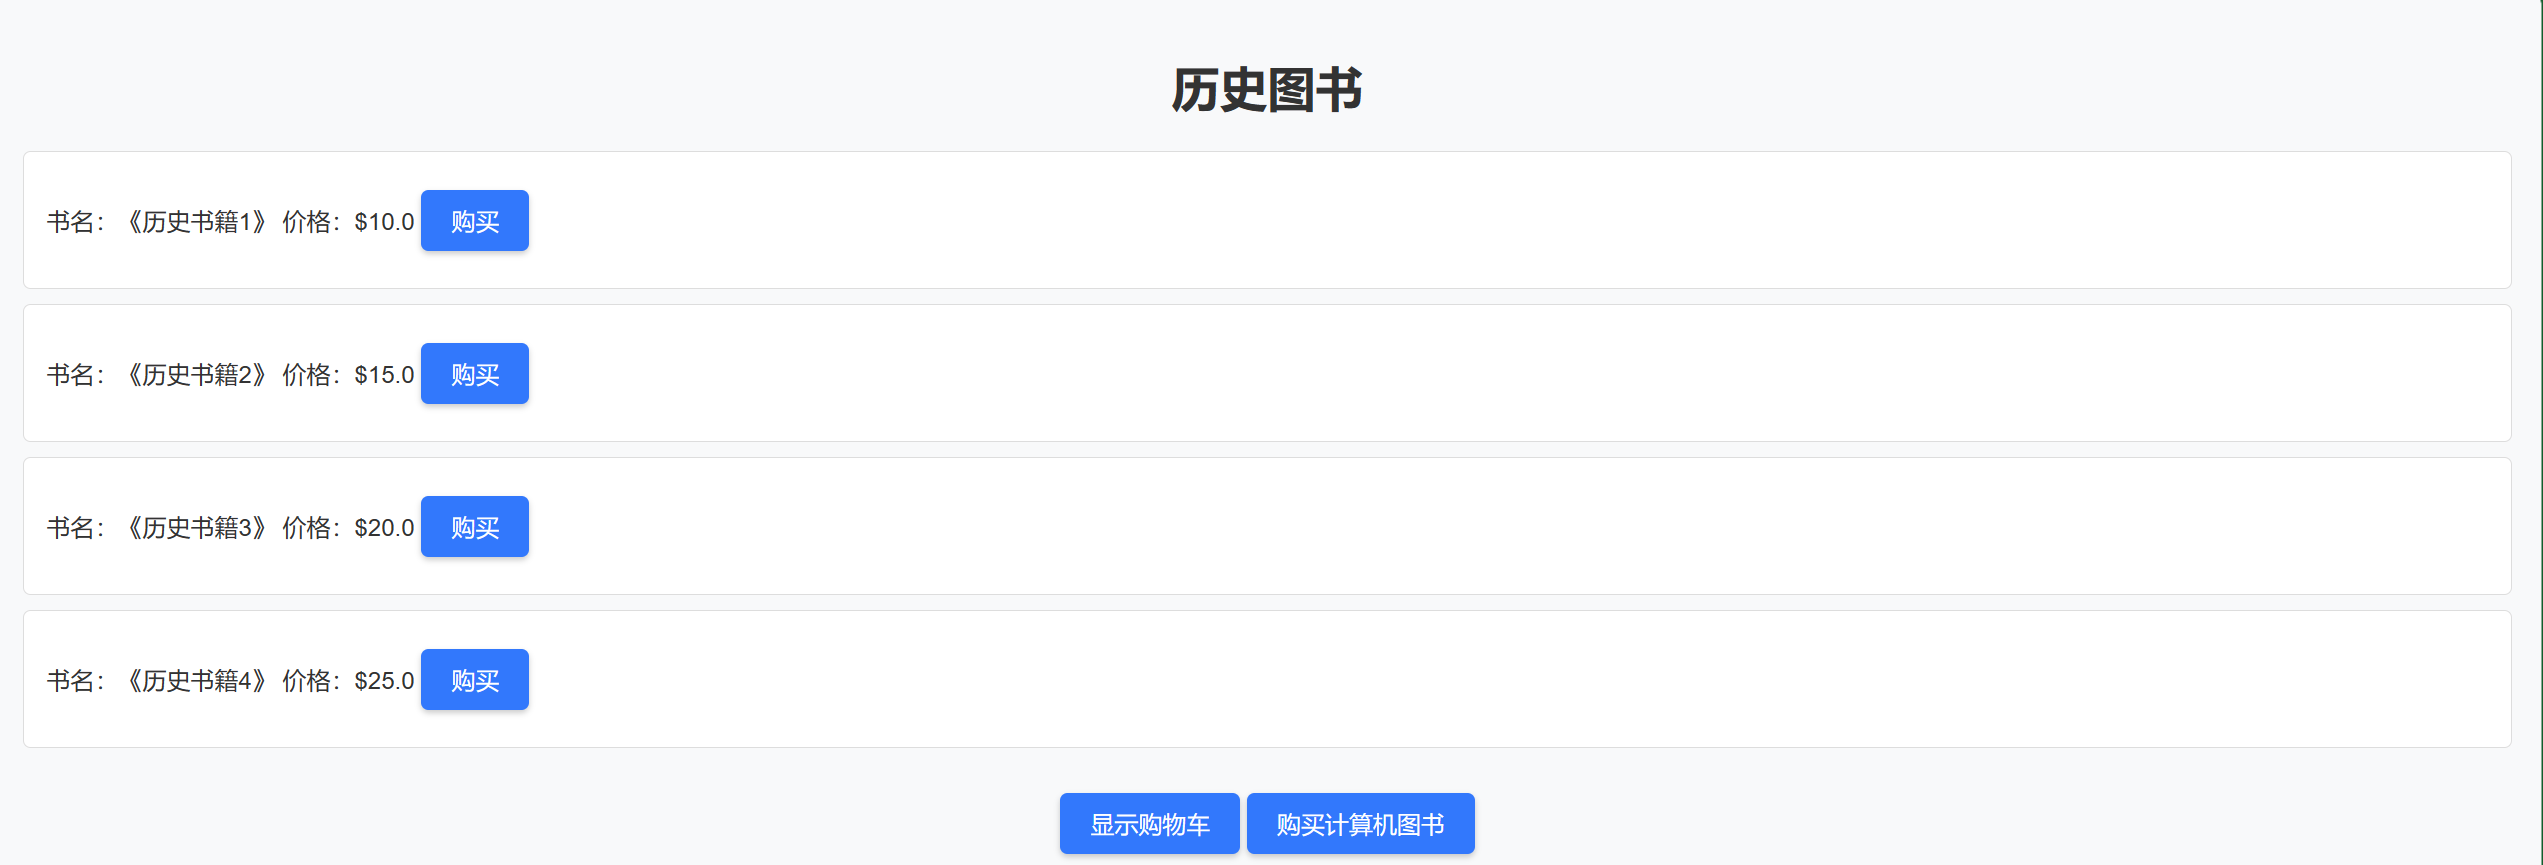 历史图书
书名：《历史书籍1》 价格：$10.0 购买
书名：《历史书籍2》 价格：$15.0 购买
书名：《历史书籍3》 价格：$20.0 购买
书名：《历史书籍4》 价格：$25.0 购买
显示购物车 购买计算机图书